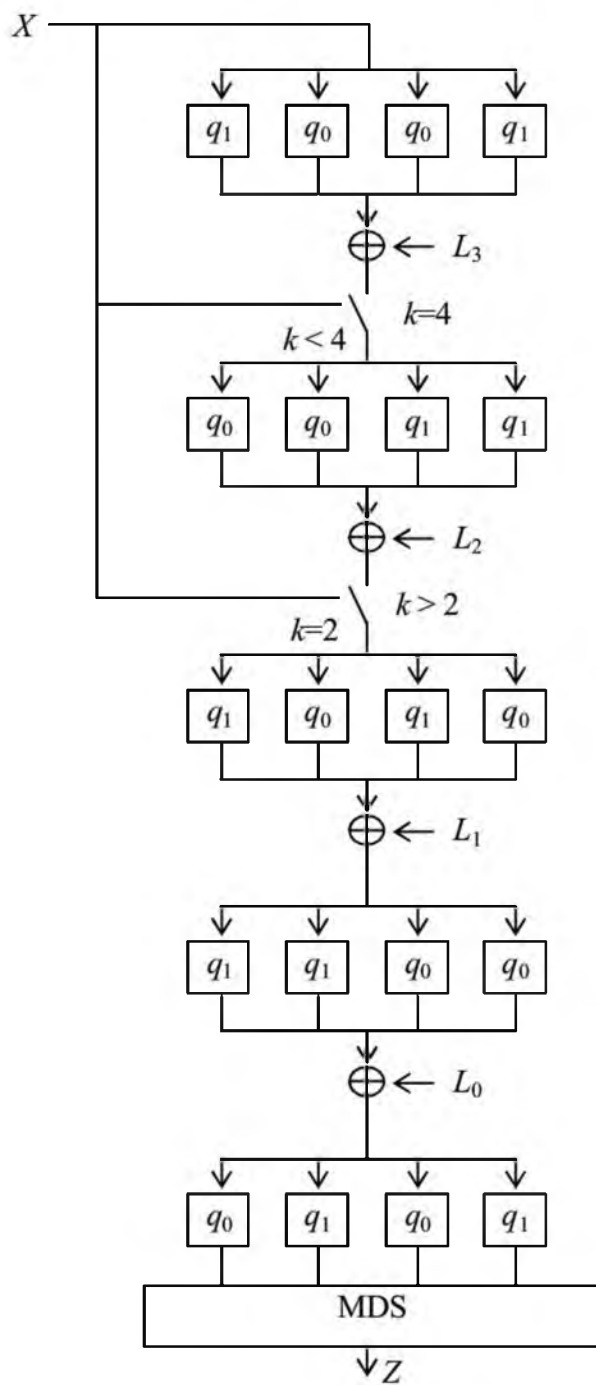 X
q₁ q₀ q₀ q₁
L₃
k=4
k < 4
q₀ q₀ q₁ q₁
L₂
k > 2
k=2
q₁ q₀ q₁ q₀
L₁
q₁ q₁ q₀ q₀
L₀
q₀ q₁ q₀ q₁
MDS
Z